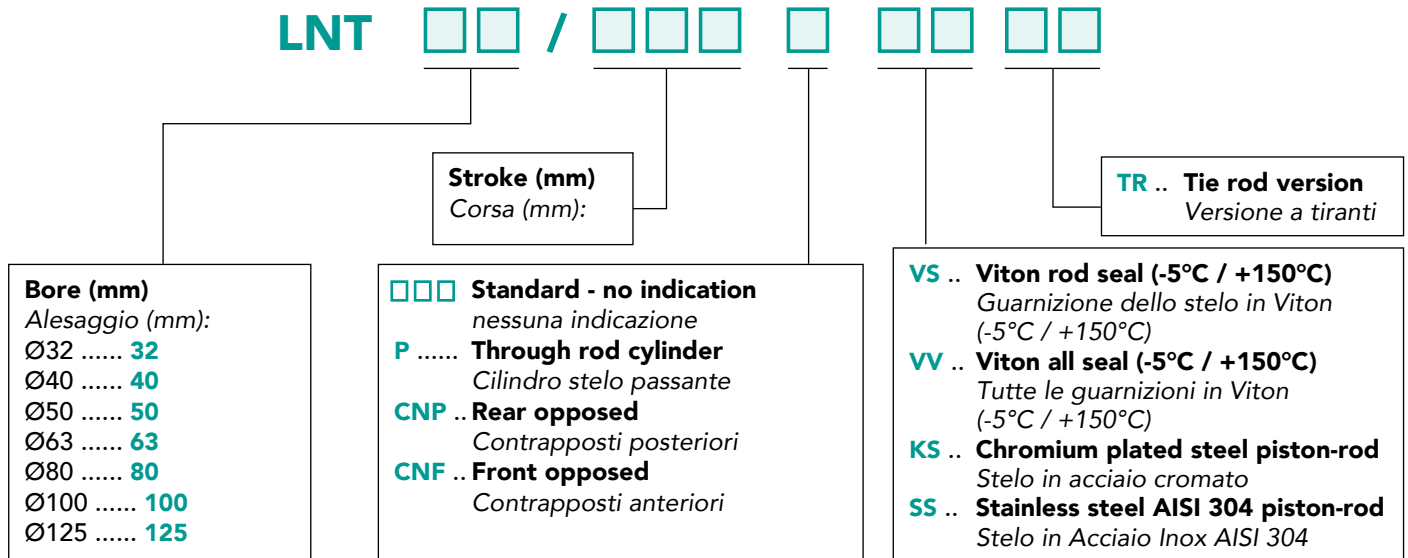 LNT □□ / □□□ □ □□ □□
Stroke (mm)
Corsa (mm):
TR .. Tie rod version
Versione a tiranti
Bore (mm)
Alesaggio (mm):
Ø32 ...... 32
Ø40 ...... 40
Ø50 ...... 50
Ø63 ...... 63
Ø80 ...... 80
Ø100 ...... 100
Ø125 ...... 125
□□□ Standard - no indication
nessuna indicazione
P ...... Through rod cylinder
Cilindro stelo passante
CNP .. Rear opposed
Contrapposti posteriori
CNF .. Front opposed
Contrapposti anteriori
VS .. Viton rod seal (-5°C / +150°C)
Guarnizione dello stelo in Viton
(-5°C / +150°C)
VV .. Viton all seal (-5°C / +150°C)
Tutte le guarnizioni in Viton
(-5°C / +150°C)
KS .. Chromium plated steel piston-rod
Stelo in acciaio cromato
SS .. Stainless steel AISI 304 piston-rod
Stelo in Acciaio Inox AISI 304